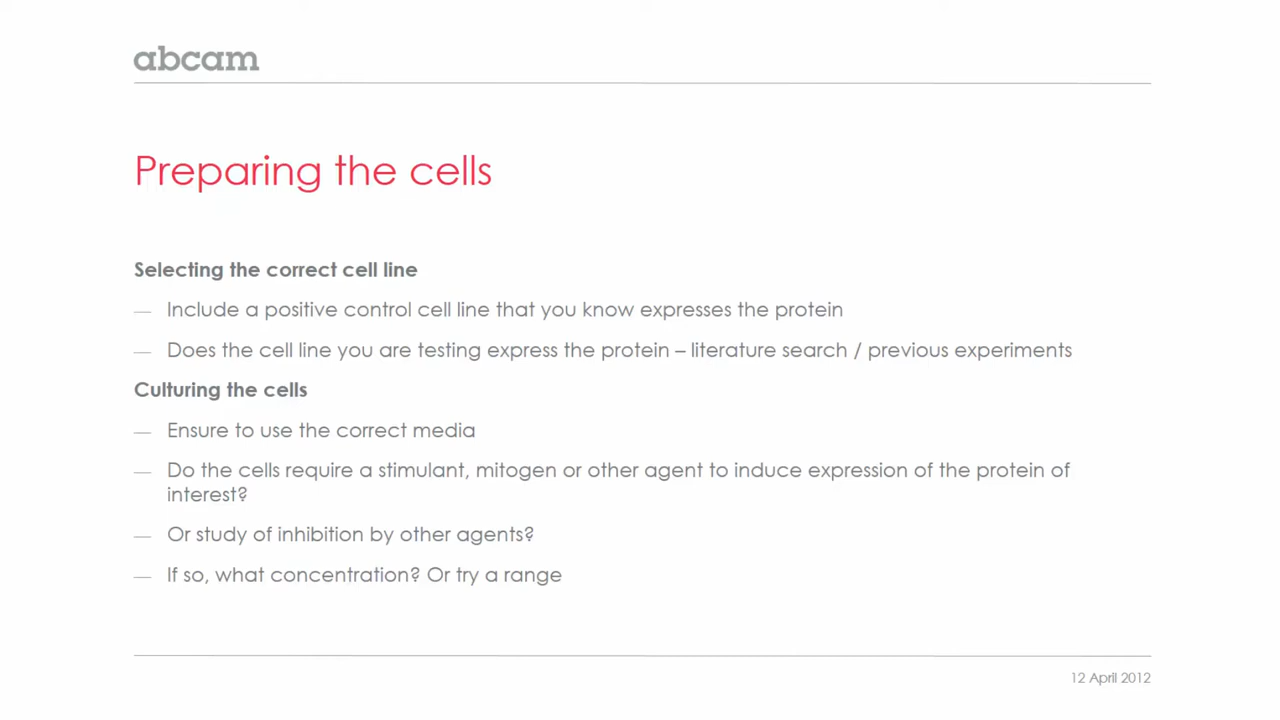 abcam
Preparing the cells
Selecting the correct cell line
— Include a positive control cell line that you know expresses the protein
— Does the cell line you are testing express the protein – literature search / previous experiments
Culturing the cells
— Ensure to use the correct media
— Do the cells require a stimulant, mitogen or other agent to induce expression of the protein of
interest?
— Or study of inhibition by other agents?
— If so, what concentration? Or try a range
12 April 2012